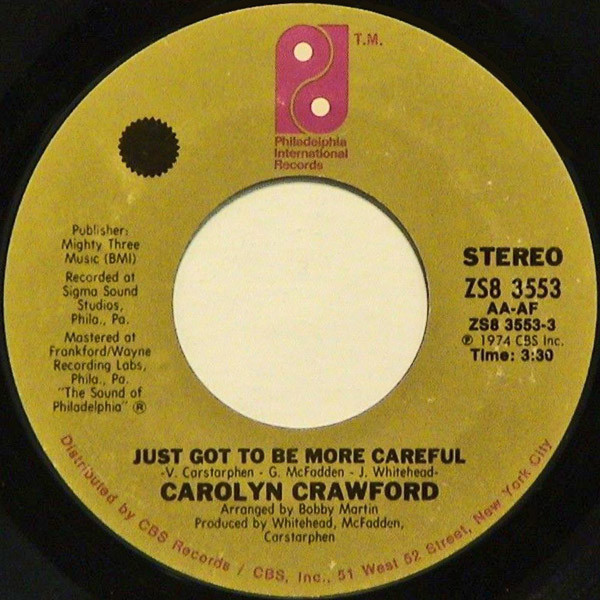 T.M.
Philadelphia
International
Records
Publisher:
Mighty Three
Music (BMI)
Recorded at
Sigma Sound
Studios,
Phila., Pa.
Mastered at
Frankford/Wayne
Recording Labs,
Phila., Pa.
"The Sound of
Philadelphia" ®
STEREO
ZS8 3553
AA-AF
ZS8 3553-3
℗ 1974 CBS Inc.
Time: 3:30
JUST GOT TO BE MORE CAREFUL
-V. Carstarphen - G. McFadden - J. Whitehead-
CAROLYN CRAWFORD
Arranged by Bobby Martin
Produced by Whitehead, McFadden,
Carstarphen
Distributed by CBS Records / CBS, Inc., 51 West 52 Street, New York City